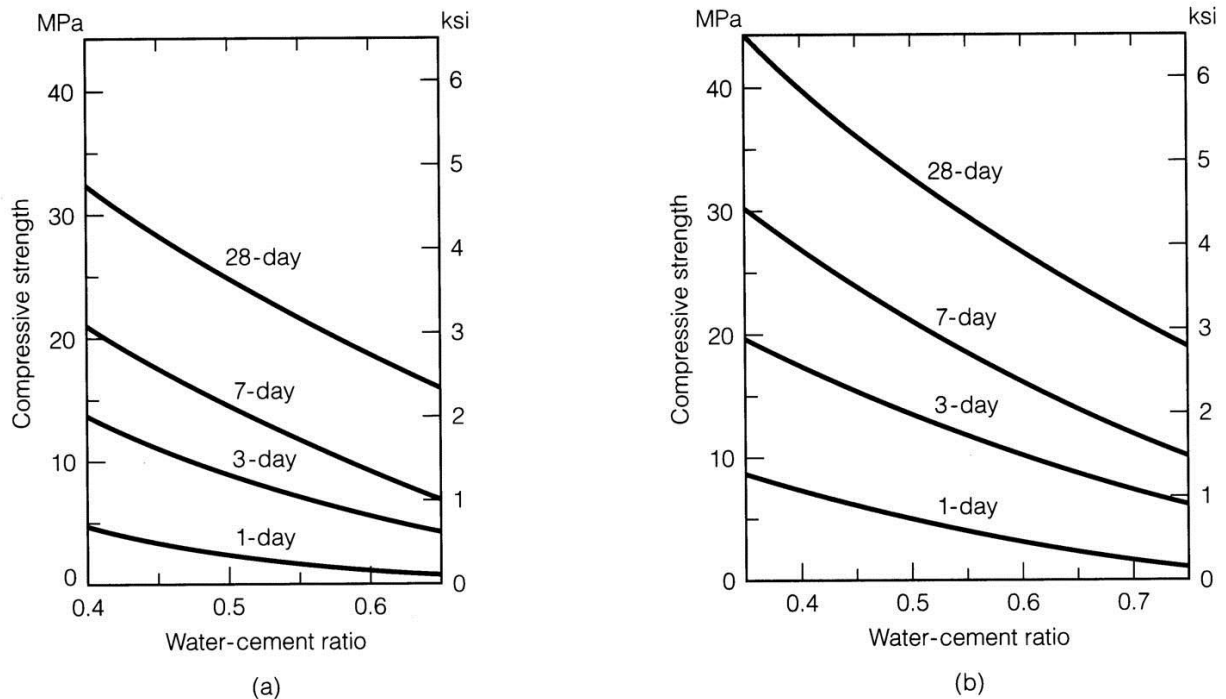 MPa
ksi
40
30
20
10
0
6
5
4
3
2
1
0
Compressive strength
28-day
7-day
3-day
1-day
0.4
0.5
0.6
Water-cement ratio
(a)
MPa
ksi
40
30
20
10
0
6
5
4
3
2
1
0
Compressive strength
28-day
7-day
3-day
1-day
0.4
0.5
0.6
0.7
Water-cement ratio
(b)